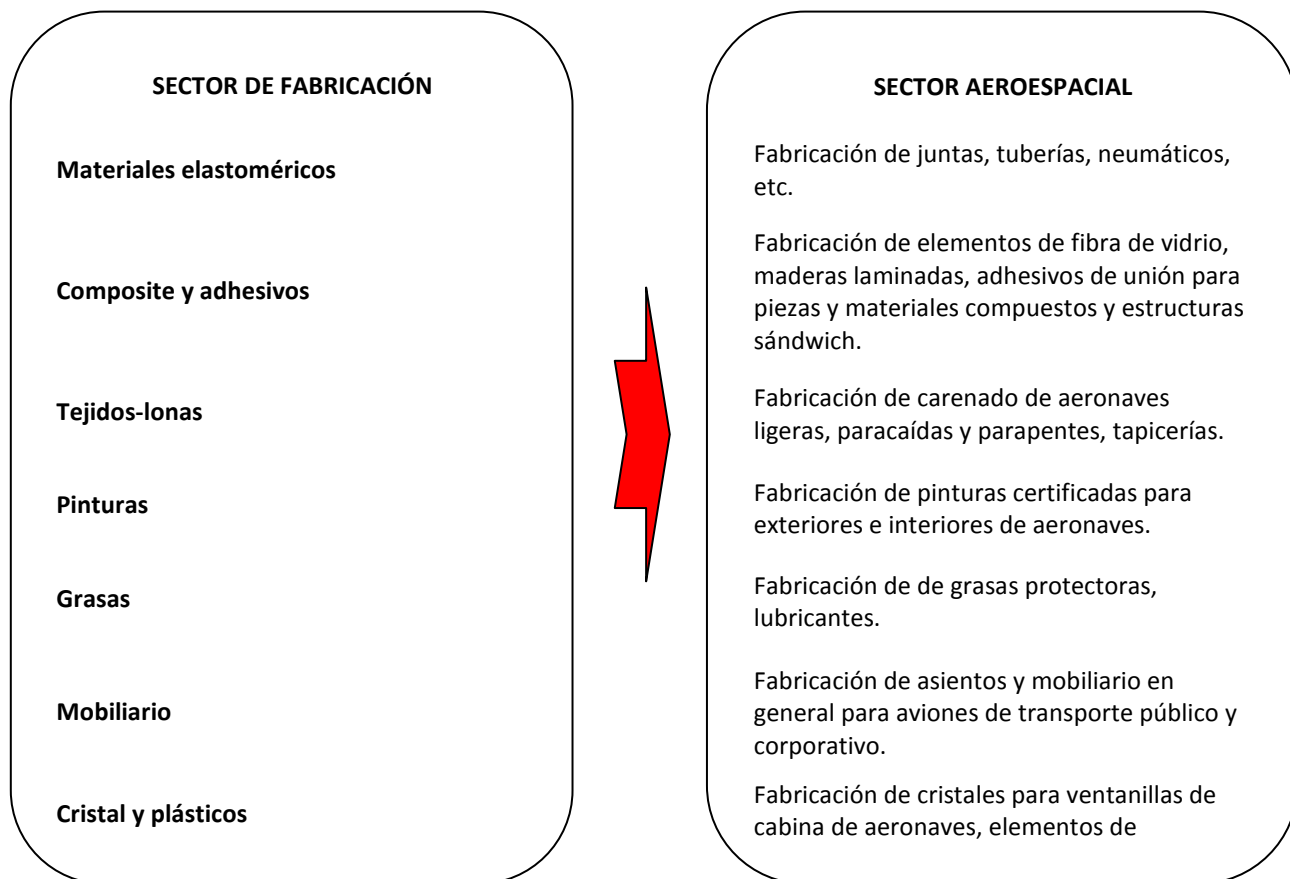 SECTOR DE FABRICACIÓN
Materiales elastoméricos
Composite y adhesivos
Tejidos-lonas
Pinturas
Grasas
Mobiliario
Cristal y plásticos
SECTOR AEROESPACIAL
Fabricación de juntas, tuberías, neumáticos,
etc.
Fabricación de elementos de fibra de vidrio,
maderas laminadas, adhesivos de unión para
piezas y materiales compuestos y estructuras
sándwich.
Fabricación de carenado de aeronaves
ligeras, paracaídas y parapentes, tapicerías.
Fabricación de pinturas certificadas para
exteriores e interiores de aeronaves.
Fabricación de de grasas protectoras,
lubricantes.
Fabricación de asientos y mobiliario en
general para aviones de transporte público y
corporativo.
Fabricación de cristales para ventanillas de
cabina de aeronaves, elementos de